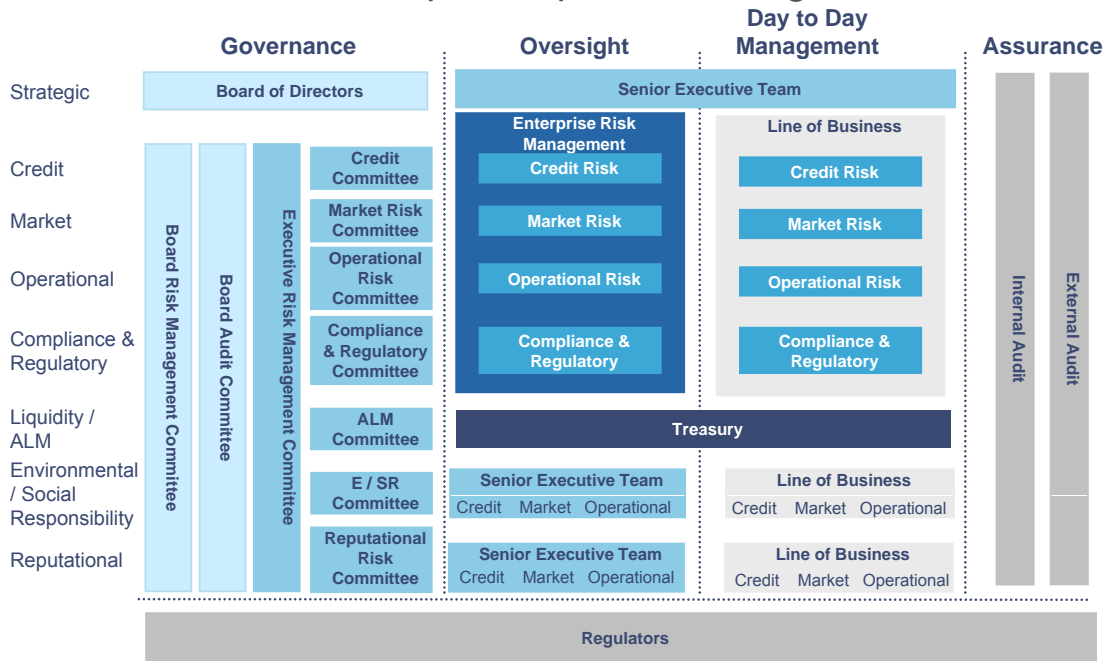 Governance
Oversight
Day to Day
Management
Assurance
Strategic
Board of Directors
Senior Executive Team
Enterprise Risk
Management
Line of Business
Credit
Credit
Committee
Credit Risk
Credit Risk
Market
Market Risk
Committee
Market Risk
Market Risk
Operational
Operational
Risk
Committee
Operational Risk
Operational Risk
Compliance &
Regulatory
Compliance
& Regulatory
Committee
Compliance &
Regulatory
Compliance &
Regulatory
Board Risk Management Committee
Board Audit Committee
Executive Risk Management Committee
Internal Audit
External Audit
Liquidity /
ALM
ALM
Committee
Treasury
Environmental
/ Social
Responsibility
E / SR
Committee
Senior Executive Team
Credit Market Operational
Line of Business
Credit Market Operational
Reputational
Reputational
Risk
Committee
Senior Executive Team
Credit Market Operational
Line of Business
Credit Market Operational
Regulators